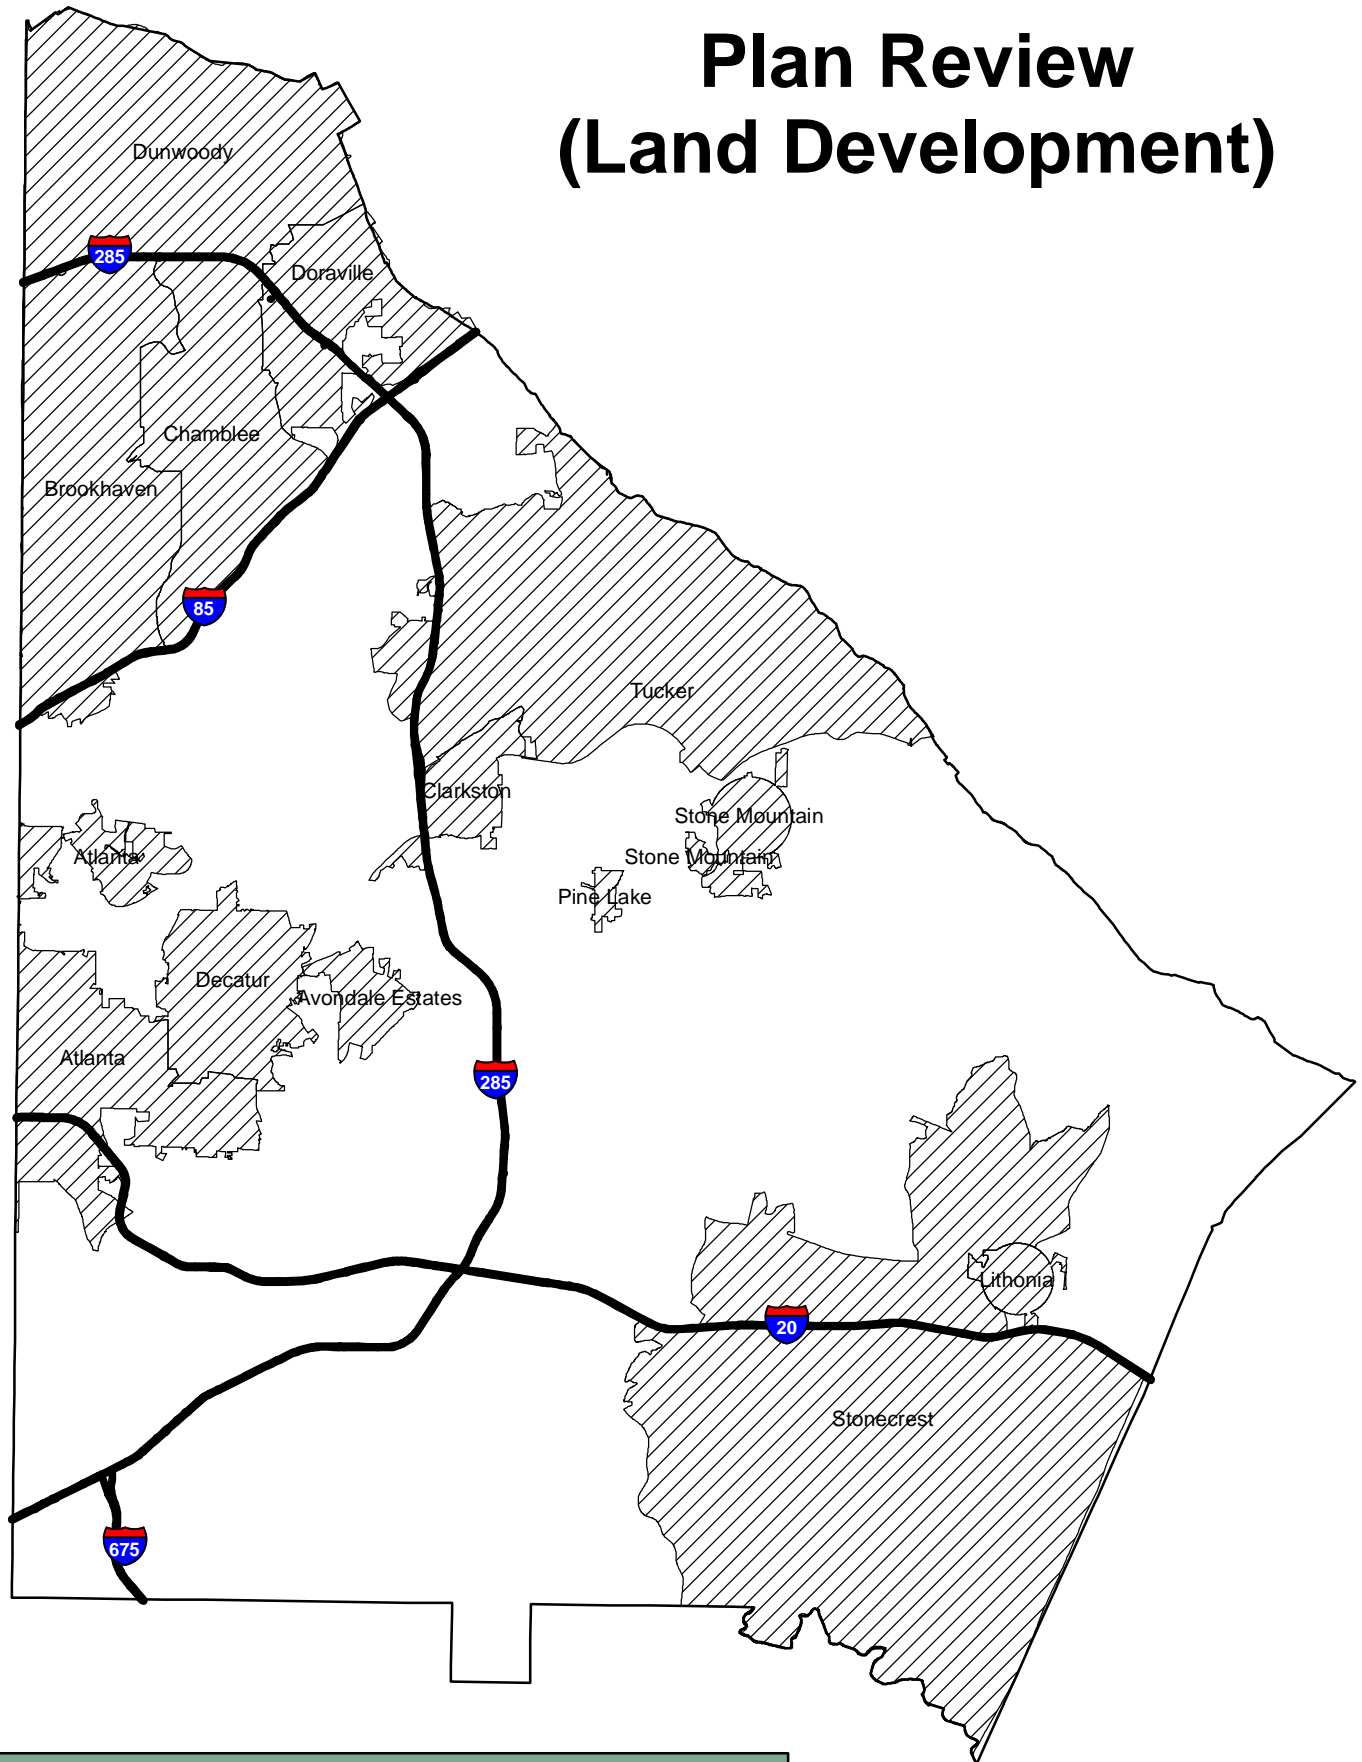 Plan Review
(Land Development)
Dunwoody
285
Doraville
Chamblee
Brookhaven
85
Tucker
Clarkston
Stone Mountain
Atlanta
Stone Mountain
Pine Lake
Decatur
Avondale Estates
Atlanta
285
Lithonia
20
Stonecrest
675